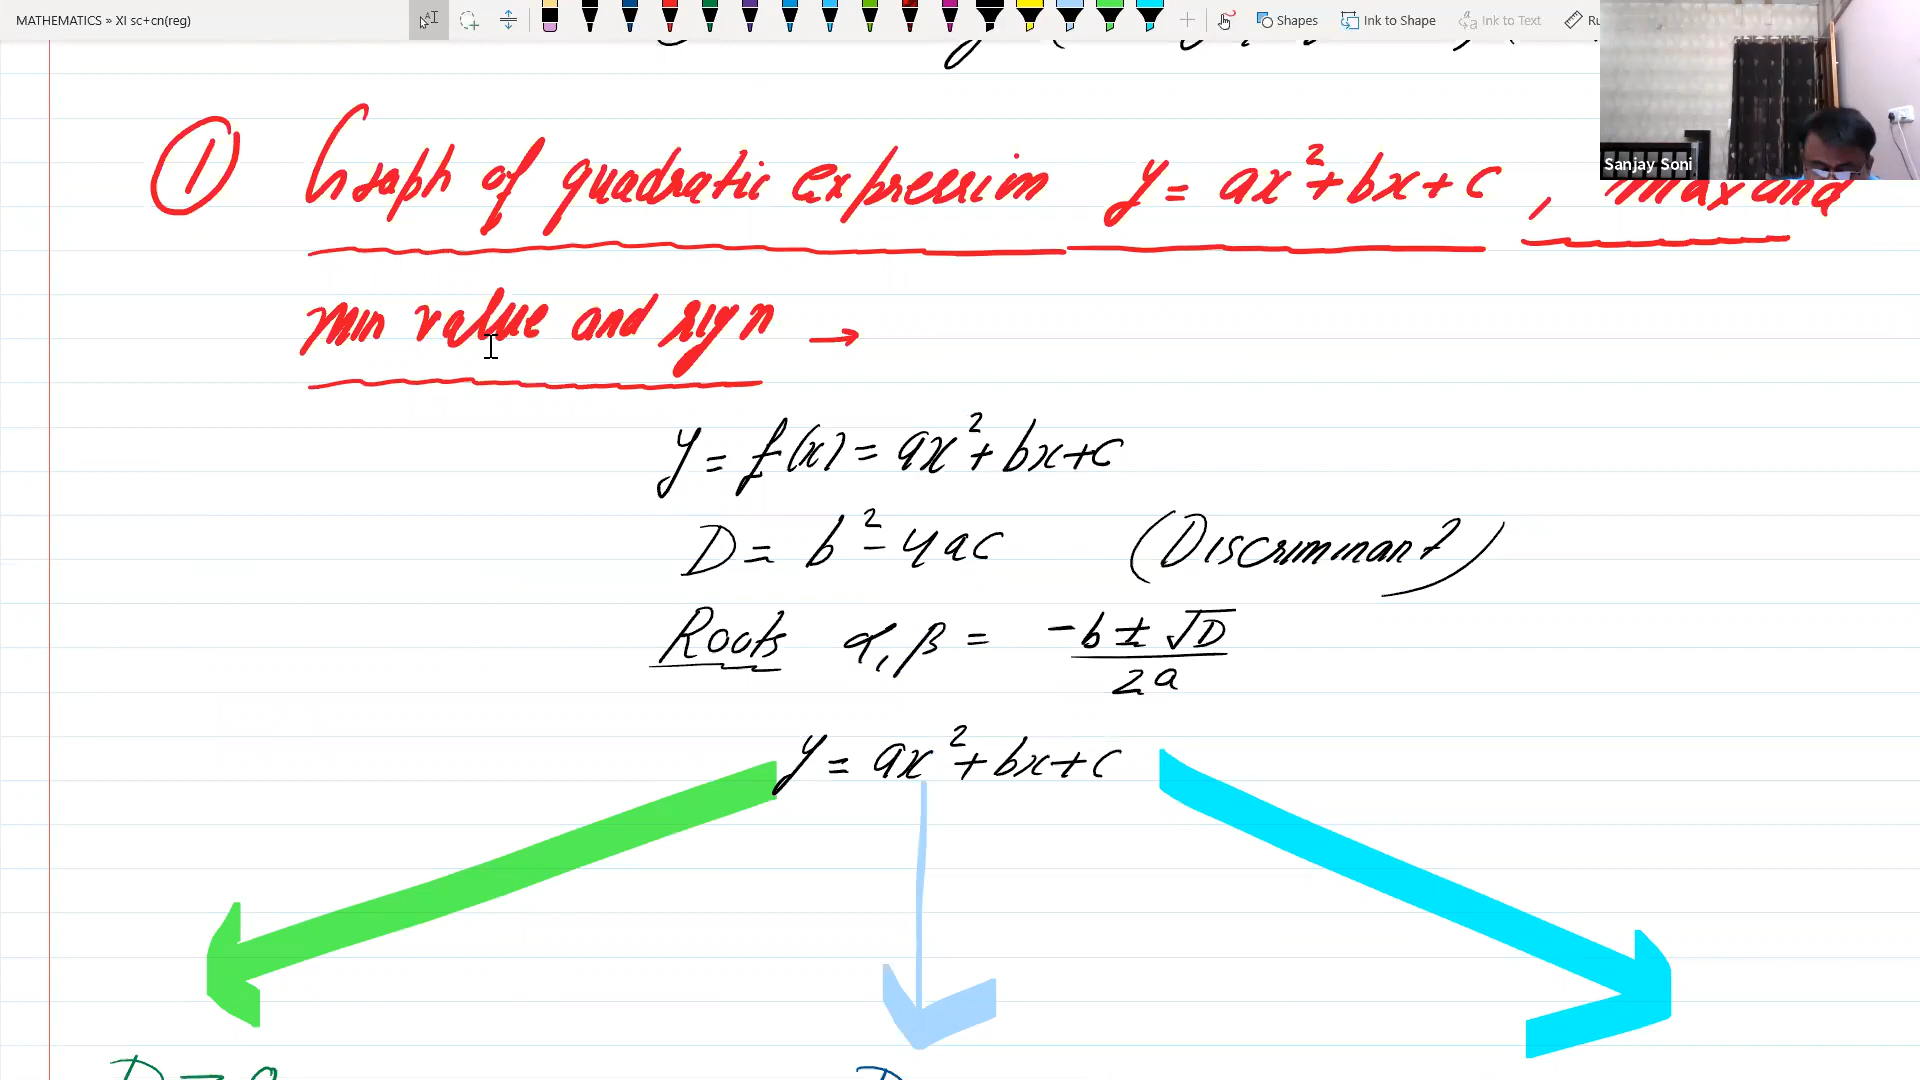 MATHEMATICS » XI sc+cn(reg)
Shapes
Ink to Shape
Ink to Text
Ru
Sanjay Soni
① Graph of quadratic expression y = ax²+bx+c , max and
min value and sign →
y = f(x) = ax²+bx+c
D = b²-4ac (Discriminant)
Roots α, β = -b ± √D / 2a
y = ax²+bx+c